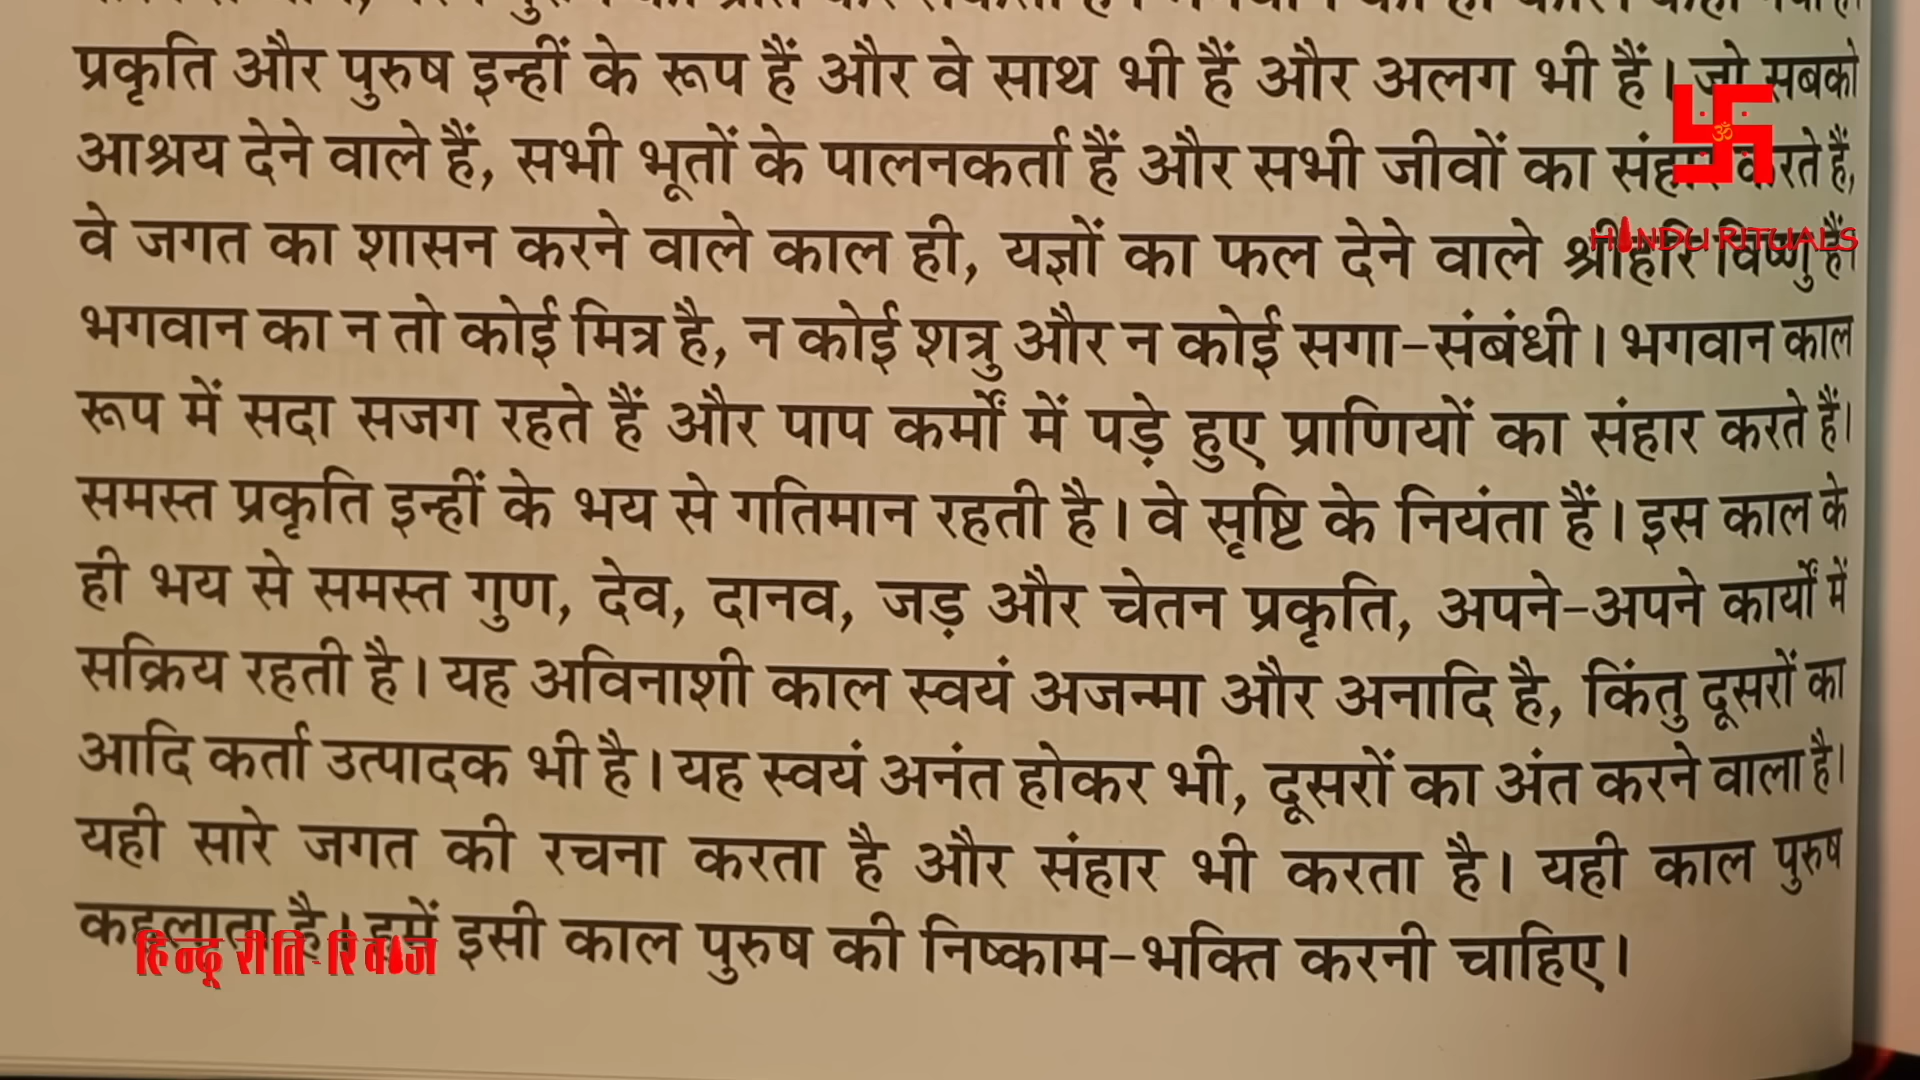 प्रकृति और पुरुष इन्हीं के रूप हैं और वे साथ भी हैं और अलग भी हैं। जो सबको
आश्रय देने वाले हैं, सभी भूतों के पालनकर्ता हैं और सभी जीवों का संहार करते हैं,
वे जगत का शासन करने वाले काल ही, यज्ञों का फल देने वाले श्रीहरि विष्णु हैं।
HINDU RITUALS
भगवान का न तो कोई मित्र है, न कोई शत्रु और न कोई सगा-संबंधी। भगवान काल
रूप में सदा सजग रहते हैं और पाप कर्मों में पड़े हुए प्राणियों का संहार करते हैं।
समस्त प्रकृति इन्हीं के भय से गतिमान रहती है। वे सृष्टि के नियंता हैं। इस काल के
ही भय से समस्त गुण, देव, दानव, जड़ और चेतन प्रकृति, अपने-अपने कार्यों में
सक्रिय रहती है। यह अविनाशी काल स्वयं अजन्मा और अनादि है, किंतु दूसरों का
आदि कर्ता उत्पादक भी है। यह स्वयं अनंत होकर भी, दूसरों का अंत करने वाला है।
यही सारे जगत की रचना करता है और संहार भी करता है। यही काल पुरुष
कहलाता है। हमें इसी काल पुरुष की निष्काम-भक्ति करनी चाहिए।
हिन्दू रीति-रिवाज